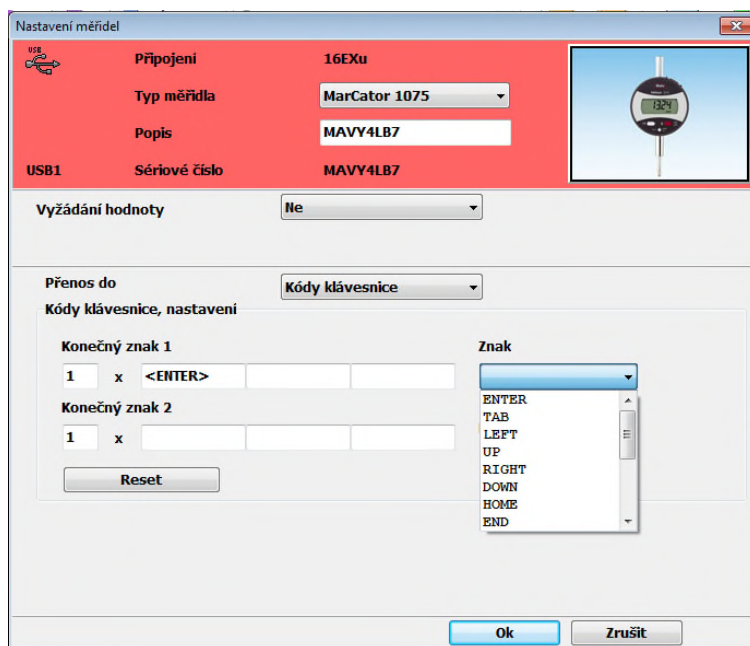 Nastavení měřidel
USB
Připojení 16EXu
Typ měřidla MarCator 1075
Popis MAVY4LB7
USB1 Sériové číslo MAVY4LB7
1324
Vyžádání hodnoty Ne
Přenos do Kódy klávesnice
Kódy klávesnice, nastavení
Konečný znak 1 Znak
1 x <ENTER>
ENTER
Konečný znak 2
TAB
1 x
LEFT
UP
Reset
RIGHT
DOWN
HOME
END
Ok Zrušit